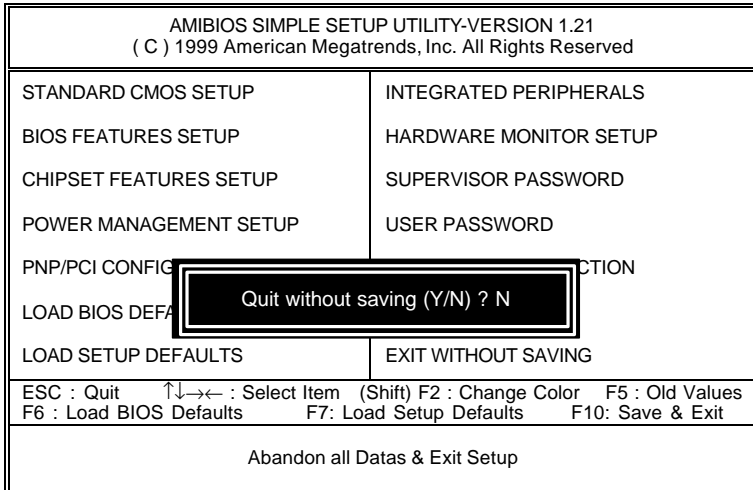 AMIBIOS SIMPLE SETUP UTILITY-VERSION 1.21
( C ) 1999 American Megatrends, Inc. All Rights Reserved
STANDARD CMOS SETUP
BIOS FEATURES SETUP
CHIPSET FEATURES SETUP
POWER MANAGEMENT SETUP
PNP/PCI CONFIG
LOAD BIOS DEFA
LOAD SETUP DEFAULTS
INTEGRATED PERIPHERALS
HARDWARE MONITOR SETUP
SUPERVISOR PASSWORD
USER PASSWORD
CTION
EXIT WITHOUT SAVING
Quit without saving (Y/N) ? N
ESC : Quit ↑↓→← : Select Item (Shift) F2 : Change Color F5 : Old Values
F6 : Load BIOS Defaults F7: Load Setup Defaults F10: Save & Exit
Abandon all Datas & Exit Setup